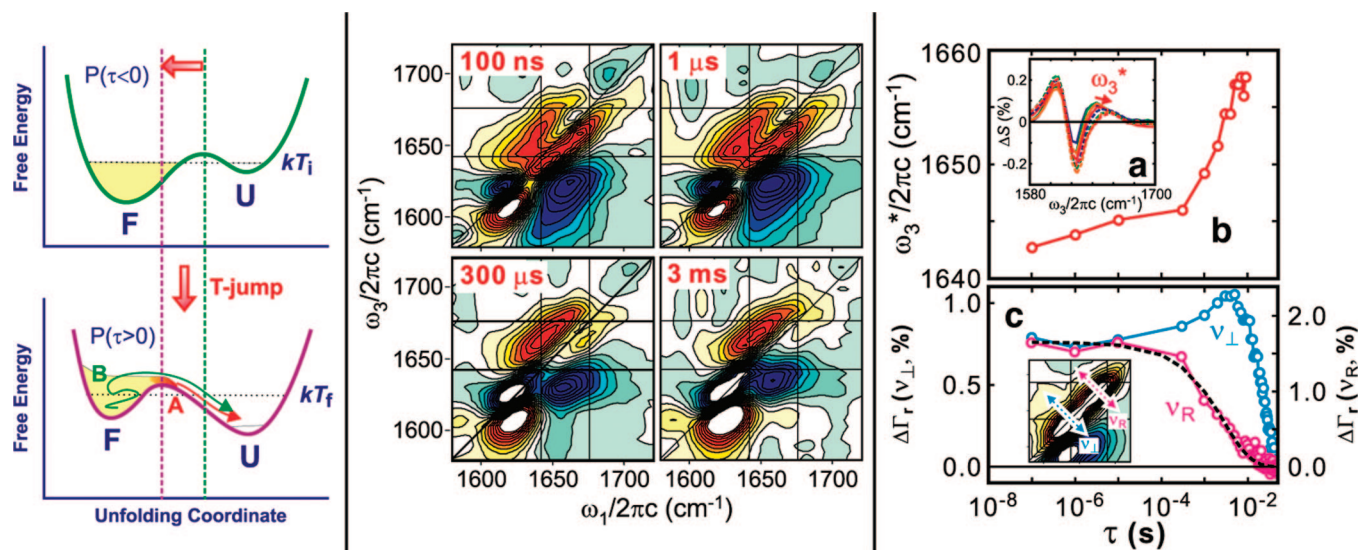 Free Energy
P(τ<0)
kTi
F
U
T-jump
Free Energy
P(τ>0)
B
A
kTf
F
U
Unfolding Coordinate
ω3/2πc (cm-1)
1700
1650
1600
1700
1650
1600
100 ns
1 μs
300 μs
3 ms
1600
1650
1700
1600
1650
1700
ω1/2πc (cm-1)
ω3*/2πc (cm-1)
1660
1650
1640
ΔS (%)
0.2
0
-0.2
ω3*
a
1580
1700
ω3/2πc (cm-1)
b
ΔΓr (ν⊥, %)
1.0
0.5
0.0
c
ν⊥
νR
νR
ν⊥
2.0
1.0
0.0
ΔΓr (νR, %)
10-8
10-6
10-4
10-2
τ (s)